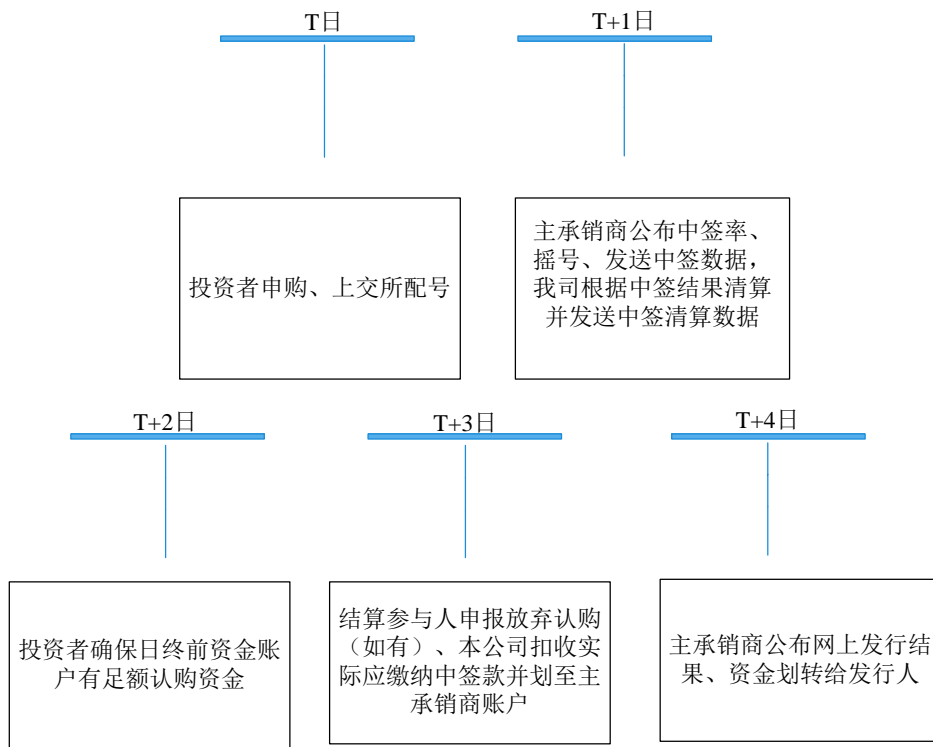 T日
T+1日
投资者申购、上交所配号
主承销商公布中签率、
摇号、发送中签数据，
我司根据中签结果清算
并发送中签清算数据
T+2日
T+3日
T+4日
投资者确保日终前资金账
户有足额认购资金
结算参与人申报放弃认购
（如有）、本公司扣收实
际应缴纳中签款并划至主
承销商账户
主承销商公布网上发行结
果、资金划转给发行人